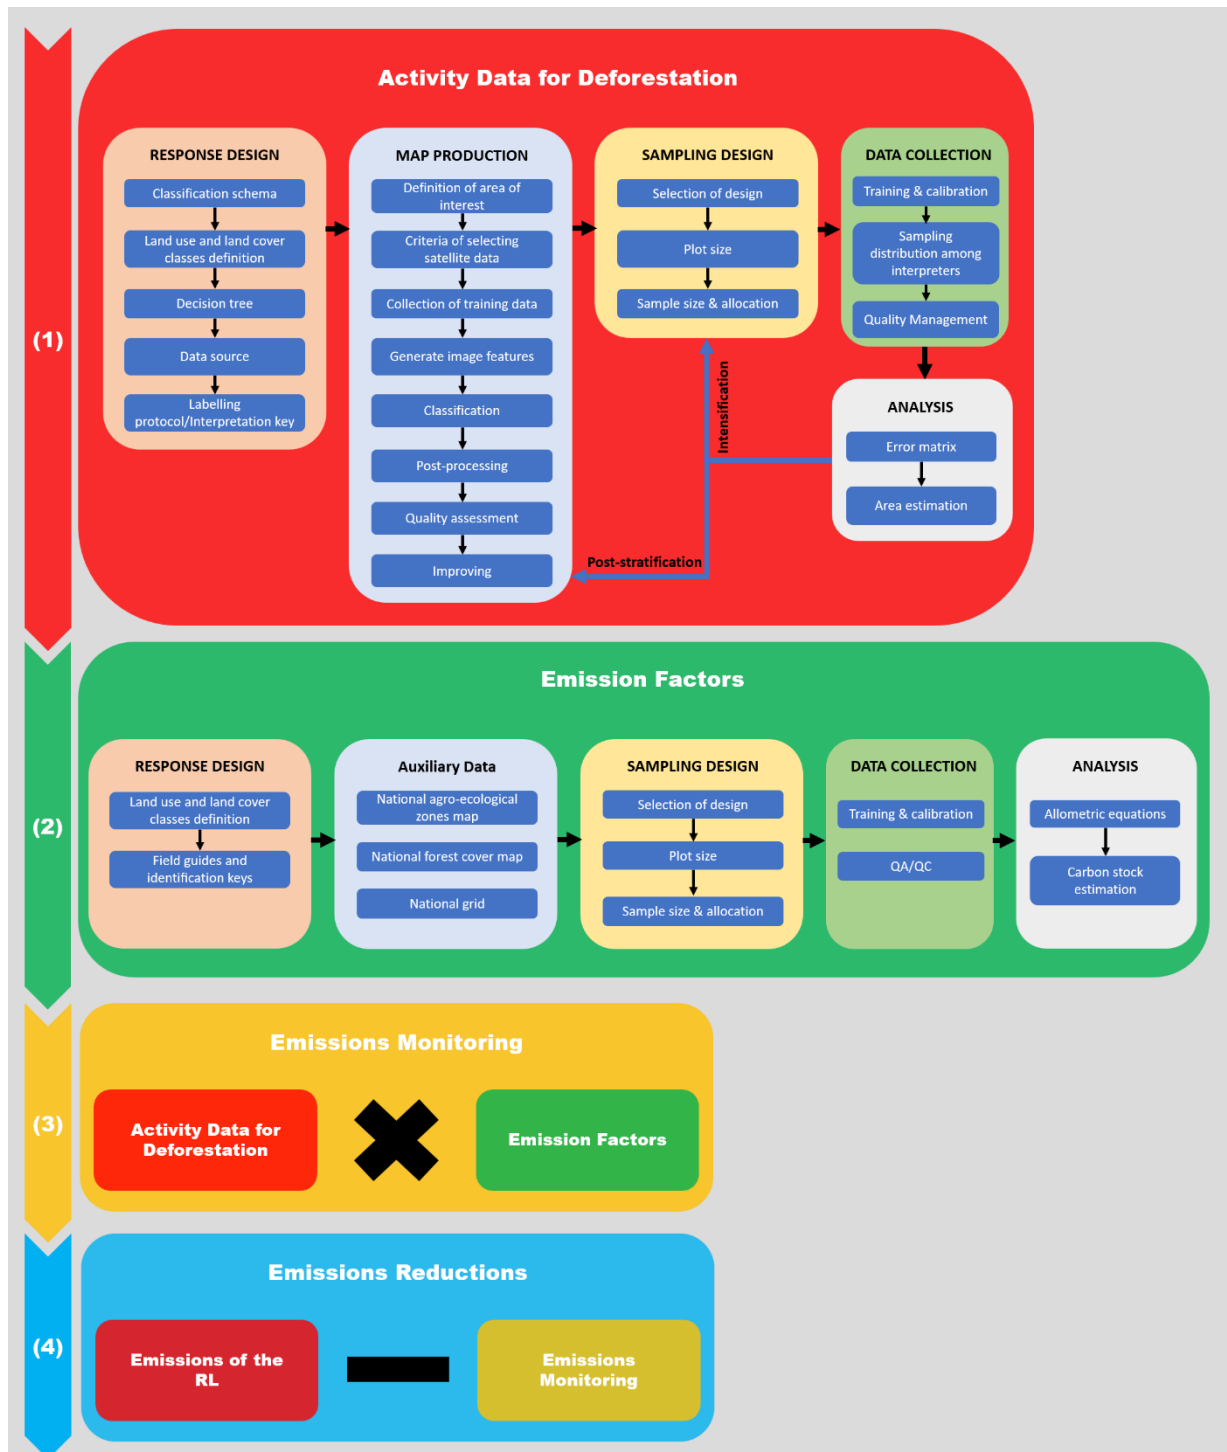 (1)
Activity Data for Deforestation
RESPONSE DESIGN
Classification schema
Land use and land cover
classes definition
Decision tree
Data source
Labelling
protocol/Interpretation key
MAP PRODUCTION
Definition of area of
interest
Criteria of selecting
satellite data
Collection of training data
Generate image features
Classification
Post-processing
Quality assessment
Improving
SAMPLING DESIGN
Selection of design
Plot size
Sample size & allocation
DATA COLLECTION
Training & calibration
Sampling
distribution among
interpreters
Quality Management
ANALYSIS
Error matrix
Area estimation
Intensification
Post-stratification
(2)
Emission Factors
RESPONSE DESIGN
Land use and land cover
classes definition
Field guides and
identification keys
Auxiliary Data
National agro-ecological
zones map
National forest cover map
National grid
SAMPLING DESIGN
Selection of design
Plot size
Sample size & allocation
DATA COLLECTION
Training & calibration
QA/QC
ANALYSIS
Allometric equations
Carbon stock
estimation
(3)
Emissions Monitoring
Activity Data for
Deforestation
Emission Factors
(4)
Emissions Reductions
Emissions of the
RL
Emissions
Monitoring